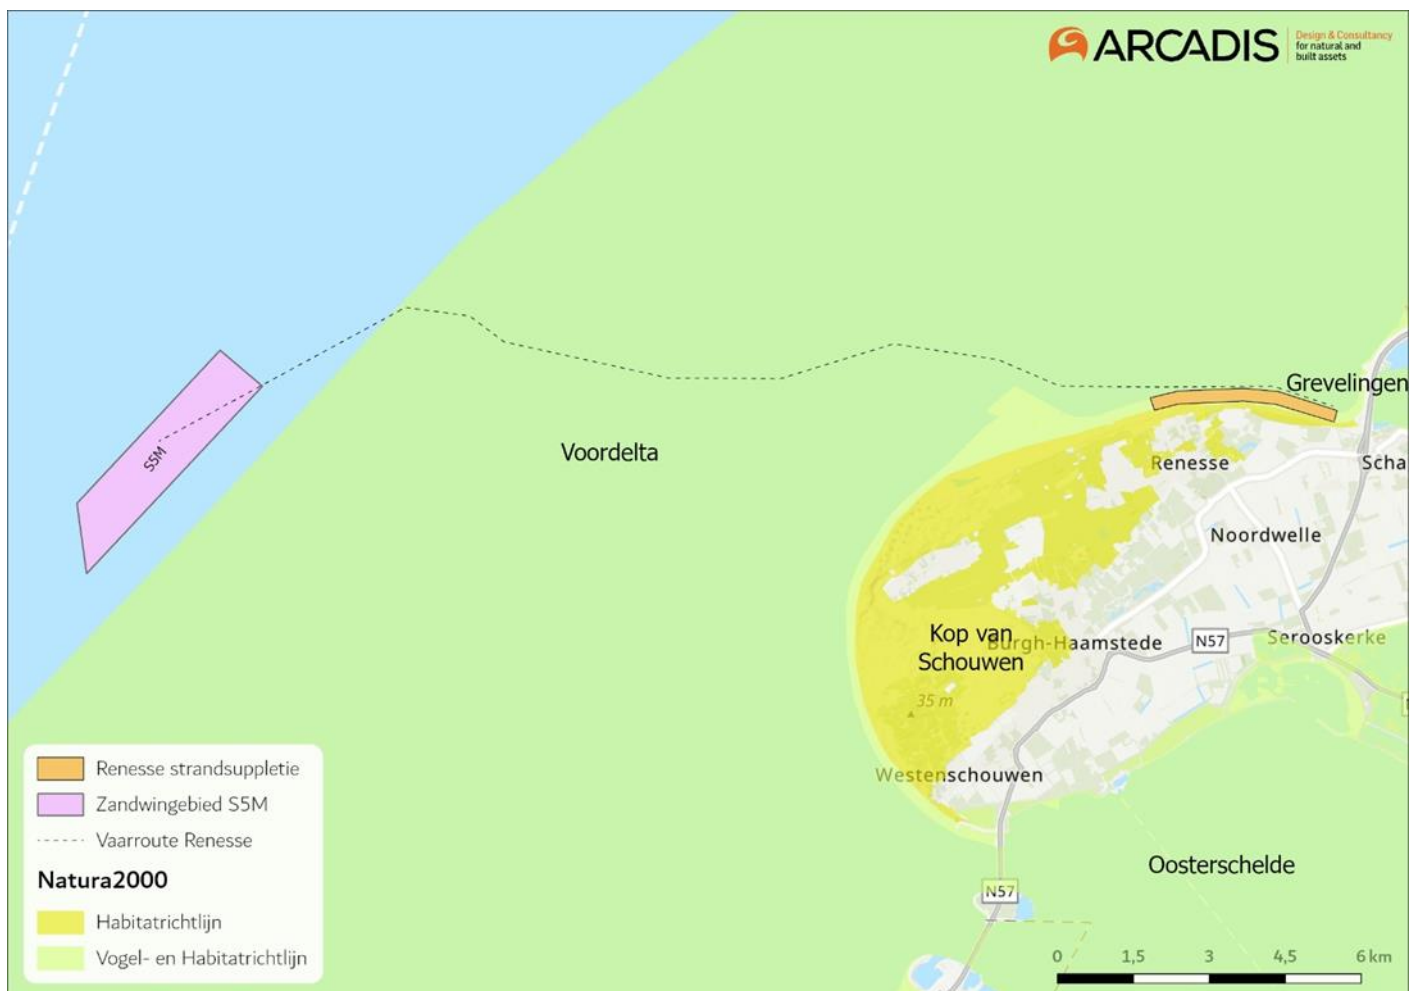 ARCADIS
Design & Consultancy
for natural and
built assets
Grevelingen
Voordelta
S5M
Renesse
Scha
Noordwelle
Kop van
Schouwen
Burgh-Haamstede
N57
Serooskerke
35 m
Westenschouwen
Oosterschelde
N57
Renesse strandsuppletie
Zandwingebied S5M
Vaarroute Renesse
Natura2000
Habitatrichtlijn
Vogel- en Habitatrichtlijn
0 1,5 3 4,5 6 km